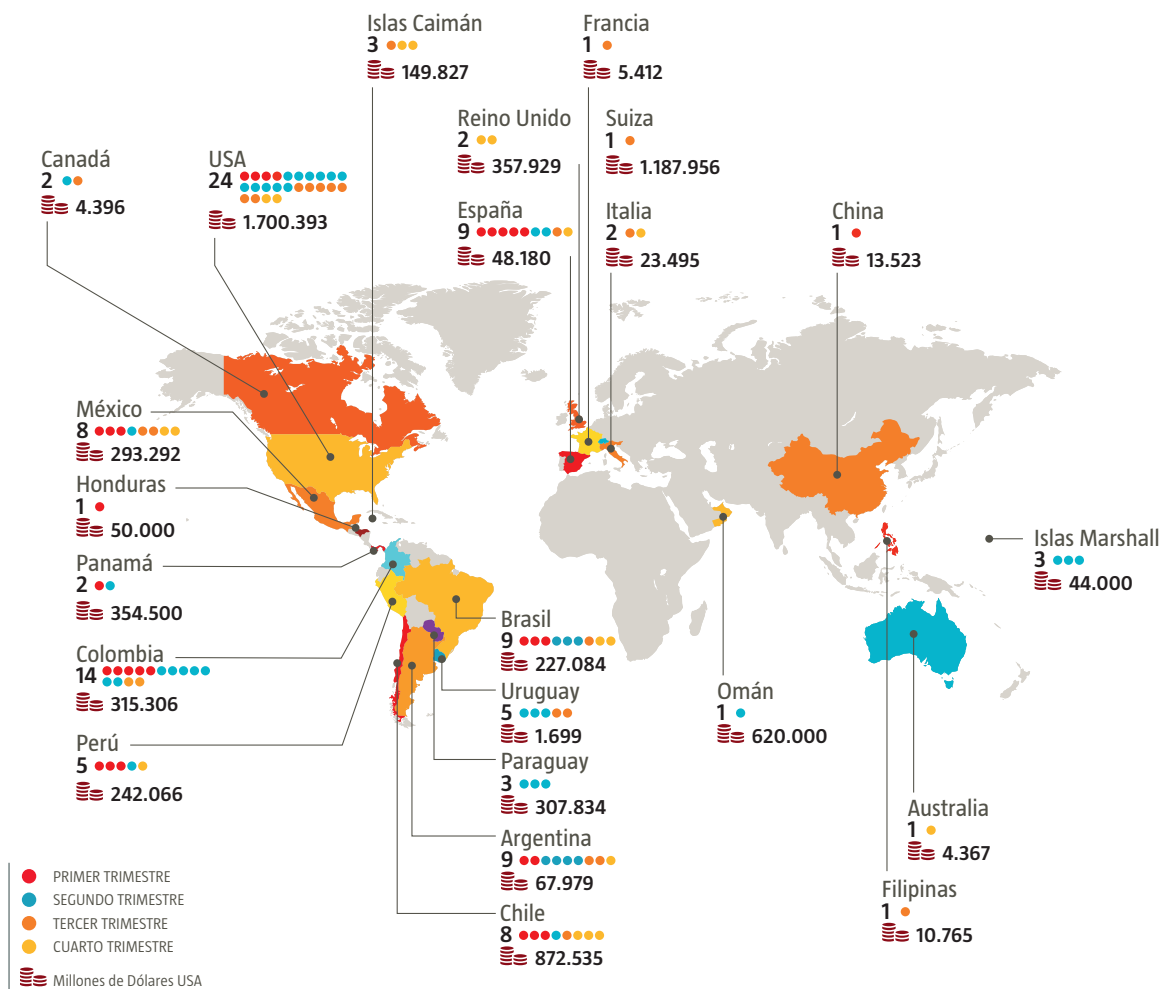 Islas Caimán
3
149.827
Francia
1
5.412
Reino Unido
2
357.929
Suiza
1
1.187.956
Canadá
2
4.396
USA
24
1.700.393
España
9
48.180
Italia
2
23.495
China
1
13.523
México
8
293.292
Honduras
1
50.000
Panamá
2
354.500
Colombia
14
315.306
Perú
5
242.066
Islas Marshall
3
44.000
Brasil
9
227.084
Uruguay
5
1.699
Paraguay
3
307.834
Argentina
9
67.979
Chile
8
872.535
Omán
1
620.000
Australia
1
4.367
Filipinas
1
10.765
PRIMER TRIMESTRE
SEGUNDO TRIMESTRE
TERCER TRIMESTRE
CUARTO TRIMESTRE
Millones de Dólares USA